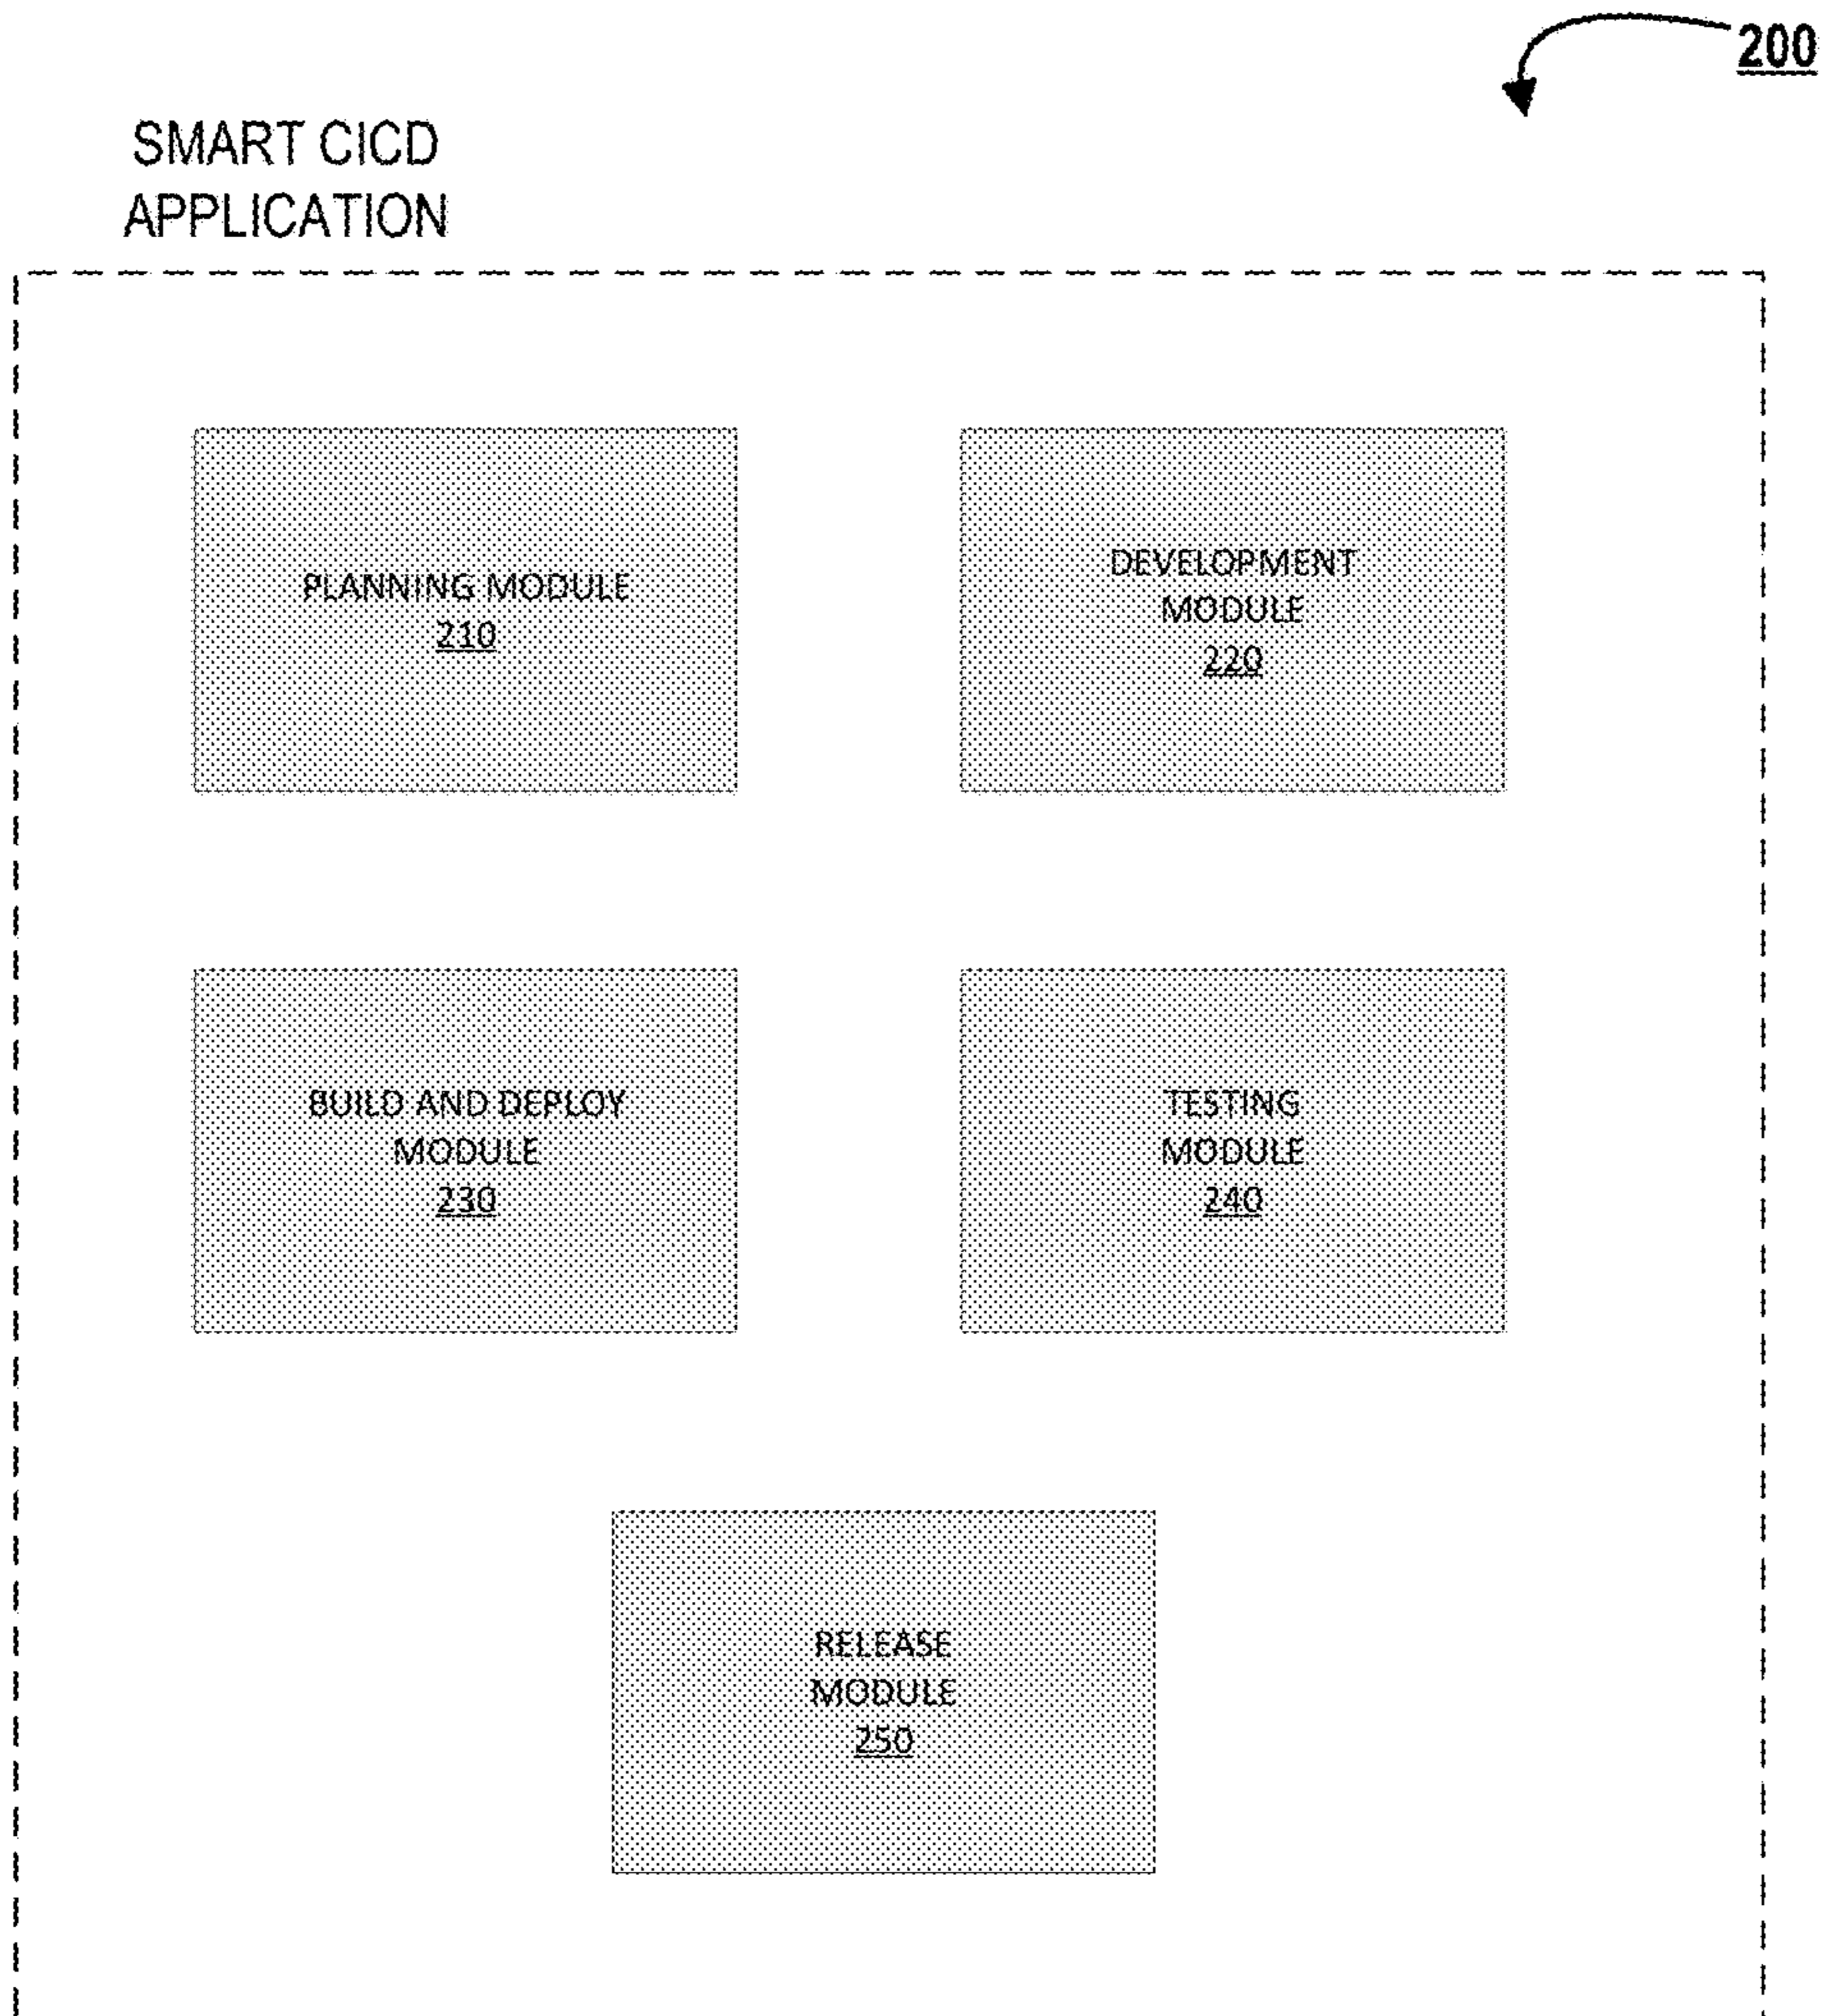 200
SMART CICD
APPLICATION
PLANNING MODULE
210
DEVELOPMENT
MODULE
220
BUILD AND DEPLOY
MODULE
230
TESTING
MODULE
240
RELEASE
MODULE
250